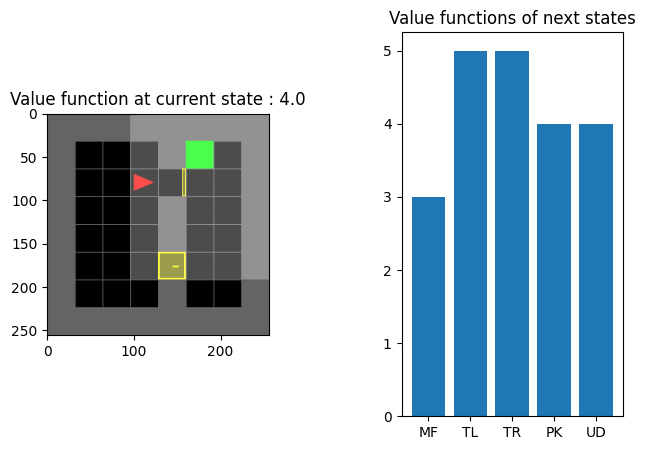 Value functions of next states
Value function at current state : 4.0
0
50
100
150
200
250
0
100
200
5
4
3
2
1
0
MF
TL
TR
PK
UD